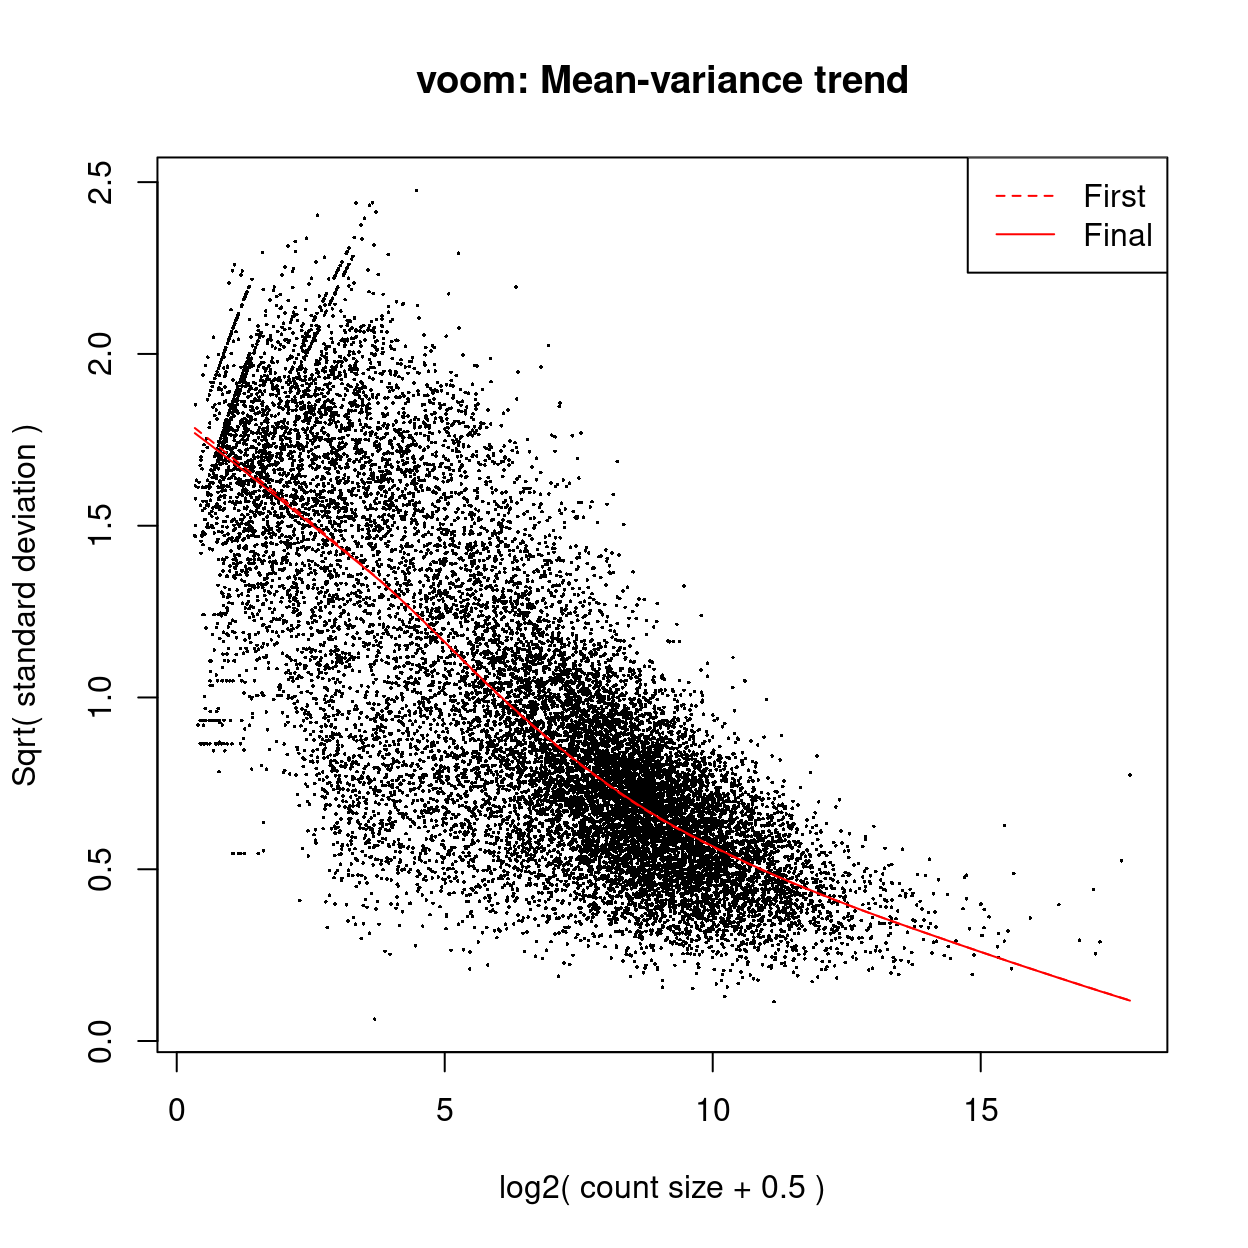 voom: Mean-variance trend
First
Final
Sqrt( standard deviation )
2.5
2.0
1.5
1.0
0.5
0.0
0 5 10 15
log2( count size + 0.5 )